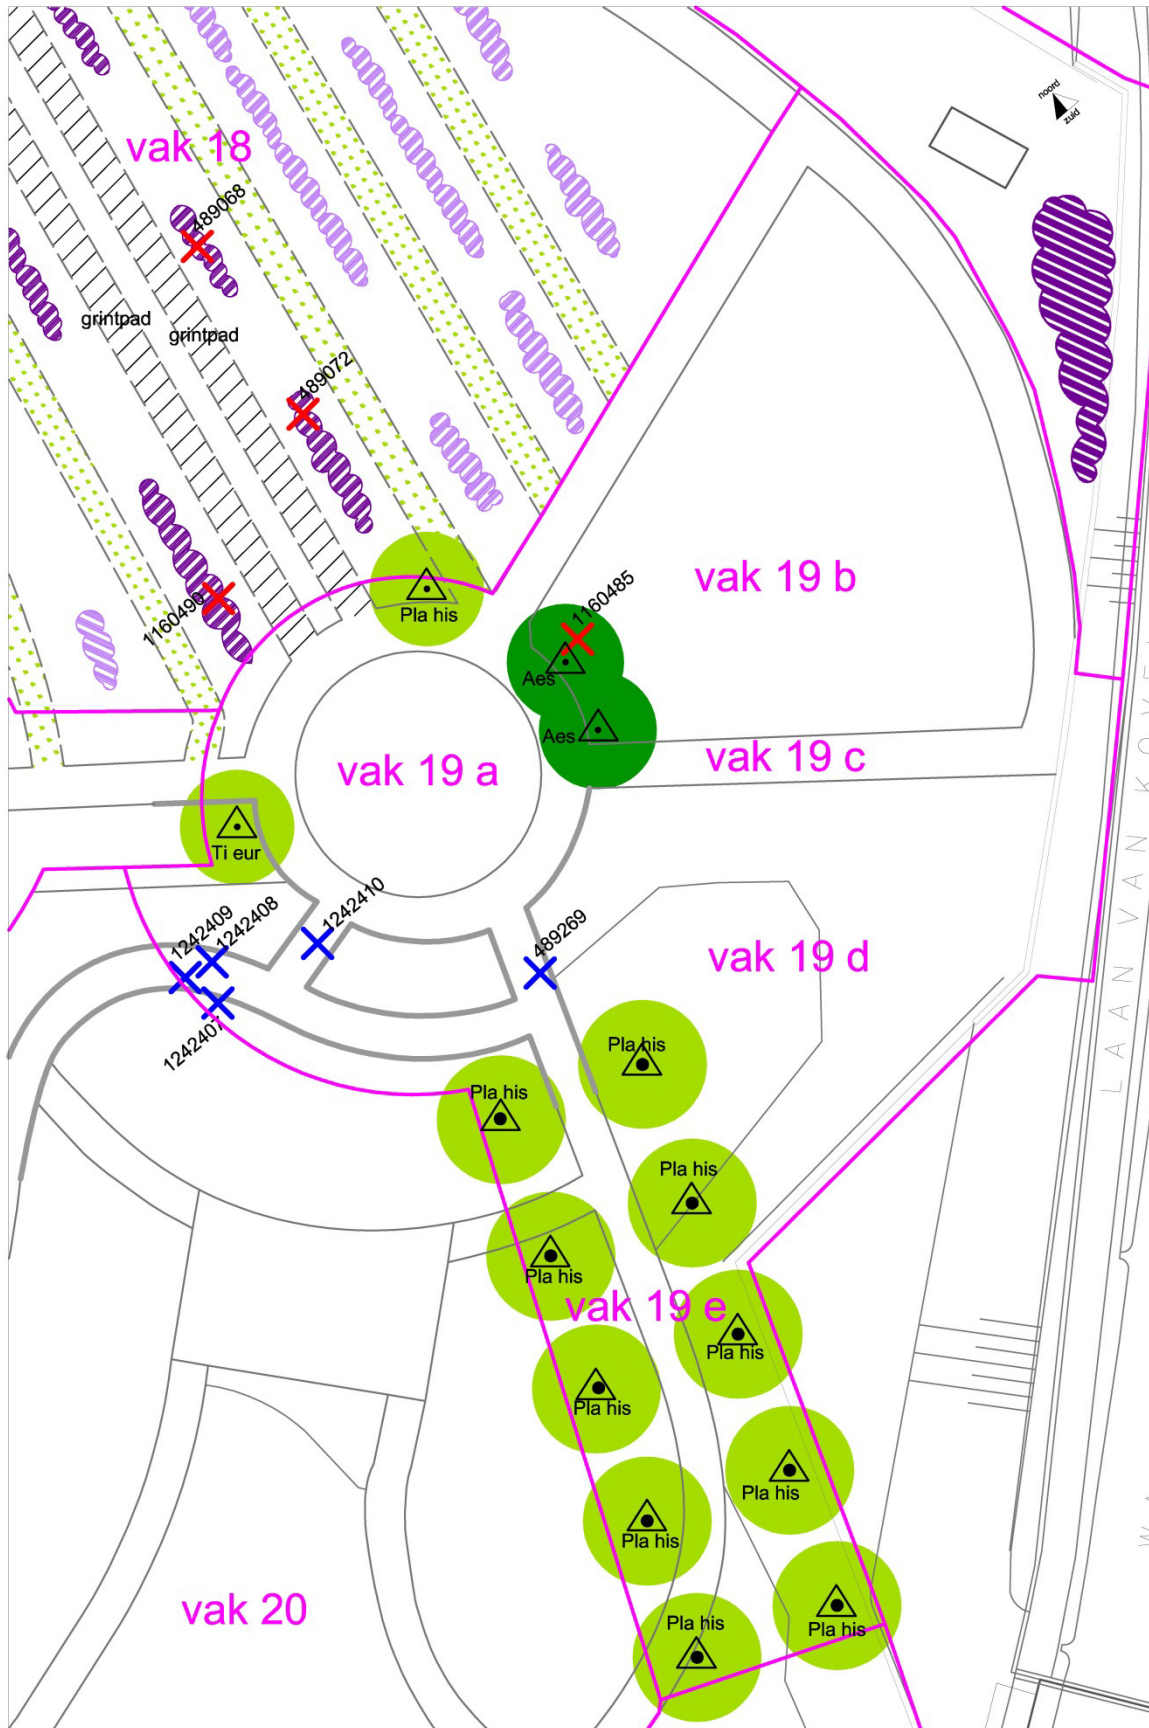 noord
zuid
vak 18
489068
grintpad
grintpad
489072
vak 19 b
1160485
1160490
Pla his
Aes
Aes
vak 19 c
vak 19 a
Ti eur
1242409
1242408
1242410
489269
vak 19 d
1242407
LAAN VAN
Pla his
Pla his
Pla his
Pla his
vak 19 e
Pla his
Pla his
Pla his
Pla his
Pla his
Pla his
vak 20